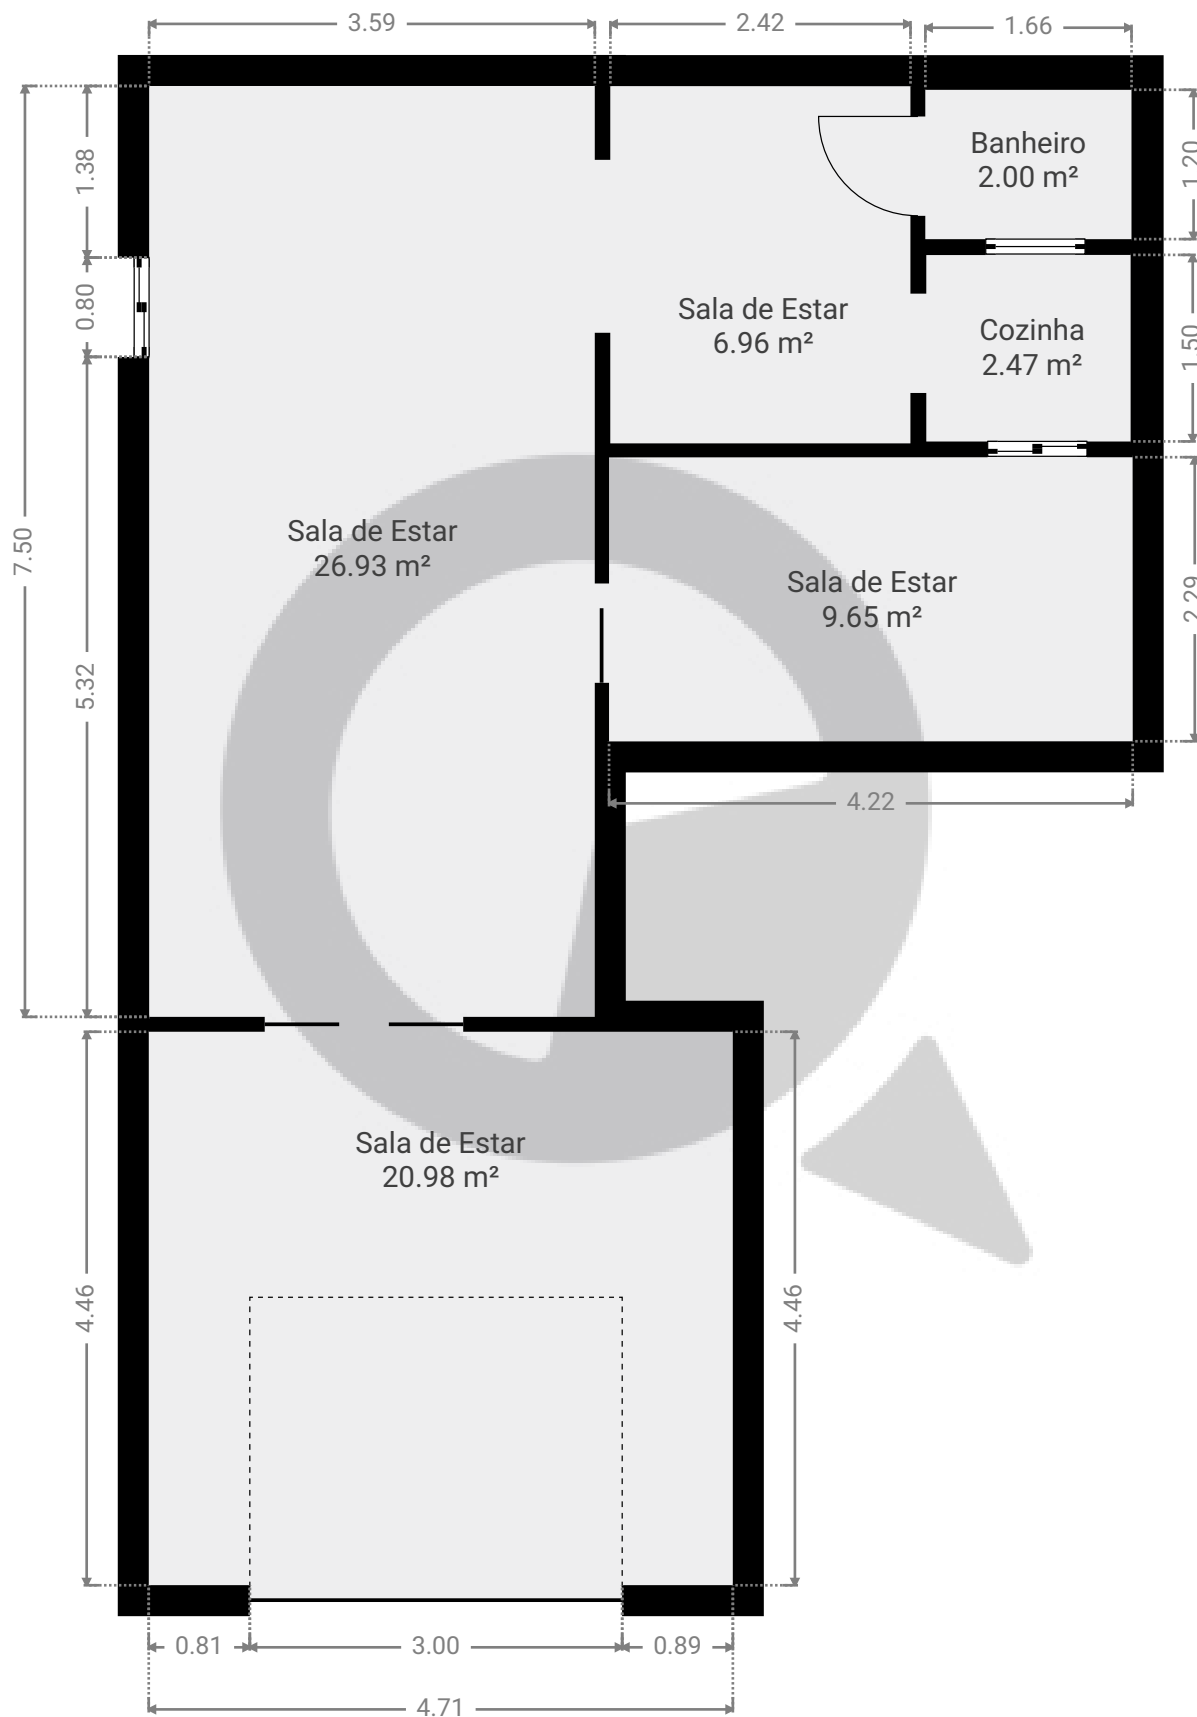 3.59
2.42
1.66
1.38
0.80
5.32
7.50
Banheiro
2.00 m²
1.20
Sala de Estar
6.96 m²
Cozinha
2.47 m²
1.50
Sala de Estar
26.93 m²
Sala de Estar
9.65 m²
2.29
4.22
Sala de Estar
20.98 m²
4.46
4.46
0.81
3.00
0.89
4.71